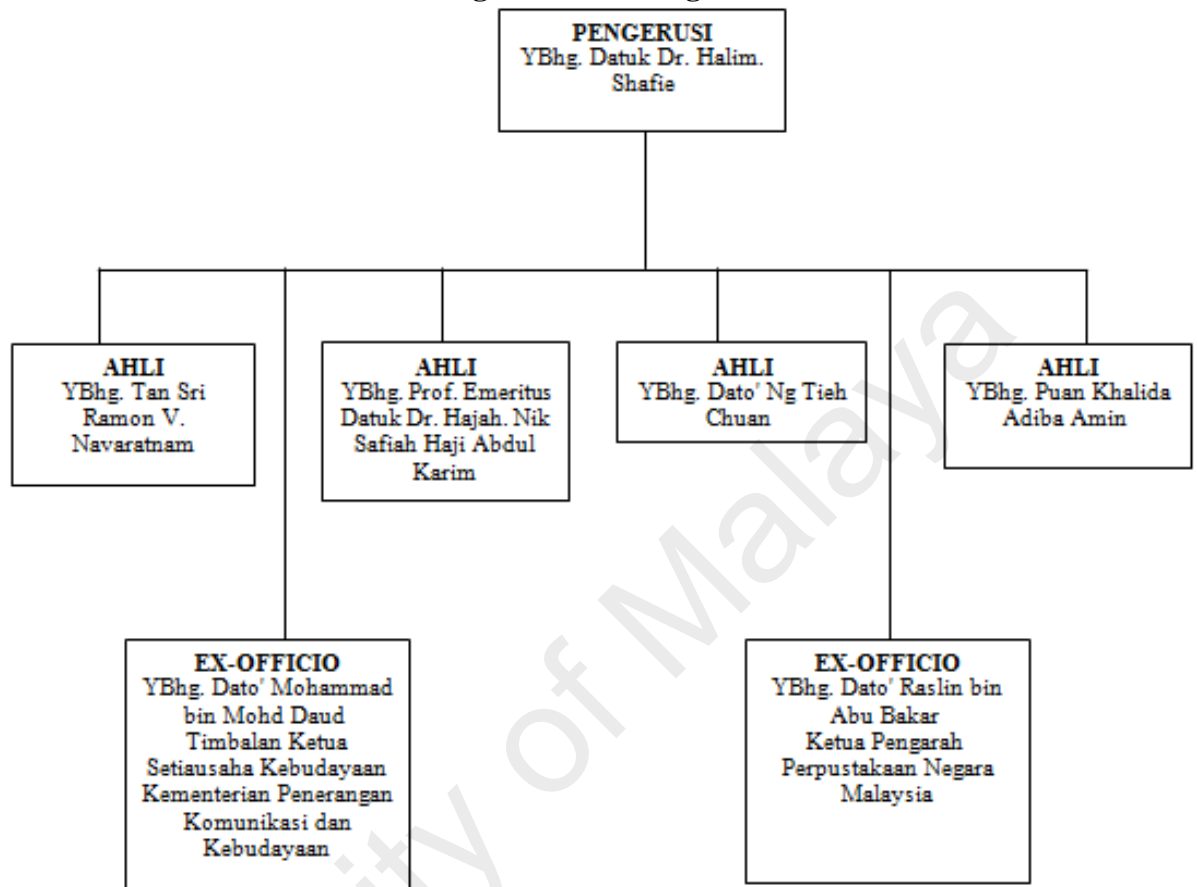 PENGERUSI
YBhg. Datuk Dr. Halim.
Shafie
AHLI
YBhg. Tan Sri
Ramon V.
Navaratnam
AHLI
YBhg. Prof. Emeritus
Datuk Dr. Hajah. Nik
Safiah Haji Abdul
Karim
AHLI
YBhg. Dato' Ng Tieh
Chuan
AHLI
YBhg. Puan Khalida
Adiba Amin
EX-OFFICIO
YBhg. Dato' Mohammad
bin Mohd Daud
Timbalan Ketua
Setiausaha Kebudayaan
Kementerian Penerangan
Komunikasi dan
Kebudayaan
EX-OFFICIO
YBhg. Dato' Raslin bin
Abu Bakar
Ketua Pengarah
Perpustakaan Negara
Malaysia
of Malaya